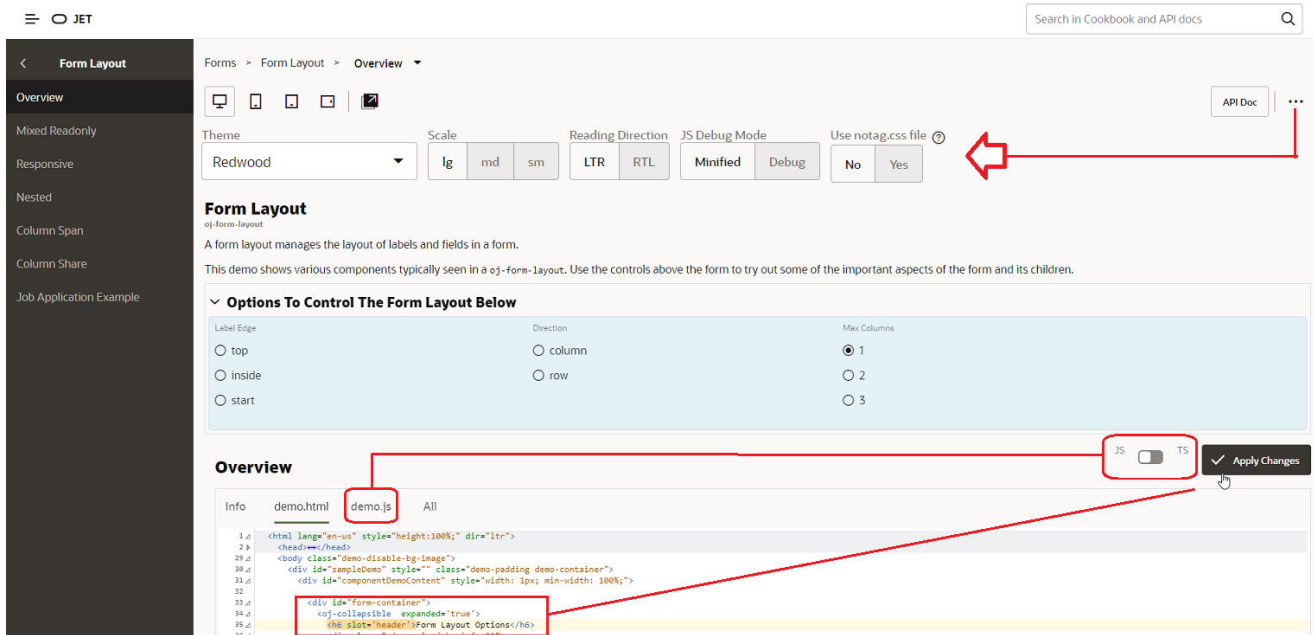 JET
Search in Cookbook and API docs
Form Layout
Overview
Mixed Readonly
Responsive
Nested
Column Span
Column Share
Job Application Example
Forms > Form Layout > Overview
API Doc
Theme
Redwood
Scale
lg md sm
Reading Direction
LTR RTL
JS Debug Mode
Minified Debug
Use notag.css file
No Yes
Form Layout
oj-form-layout
A form layout manages the layout of labels and fields in a form.
This demo shows various components typically seen in a oj-form-layout. Use the controls above the form to try out some of the important aspects of the form and its children.
Options To Control The Form Layout Below
Label Edge
top
inside
start
Direction
column
row
Max Columns
1
2
3
Overview
JS TS
Apply Changes
Info demo.html demo.js All
1 <html lang="en-us" style="height:100%;" dir="ltr">
2 <head></head>
29 <body class="demo-disable-bg-image">
30 <div id="sampleDemo" style="" class="demo-padding demo-container">
31 <div id="componentDemoContent" style="width: 1px; min-width: 100%;">
32
33 <div id="form-container">
34 <oj-collapsible expanded='true'>
35 <h6 slot='header'>Form Layout Options</h6>